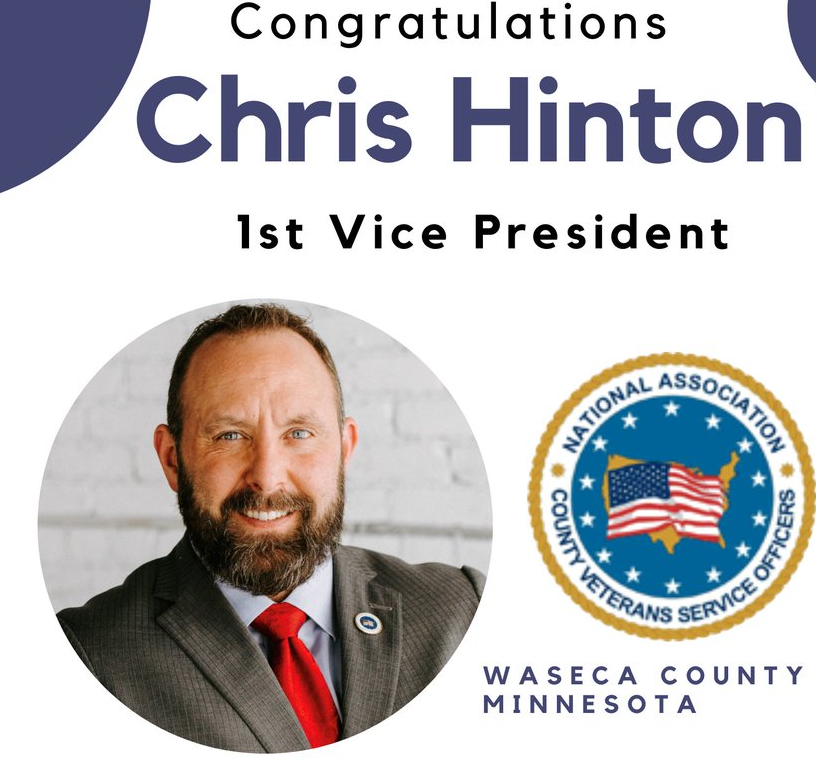 Congratulations
Chris Hinton
1st Vice President
NATIONAL ASSOCIATION
COUNTY VETERANS SERVICE OFFICERS
WASECA COUNTY
MINNESOTA